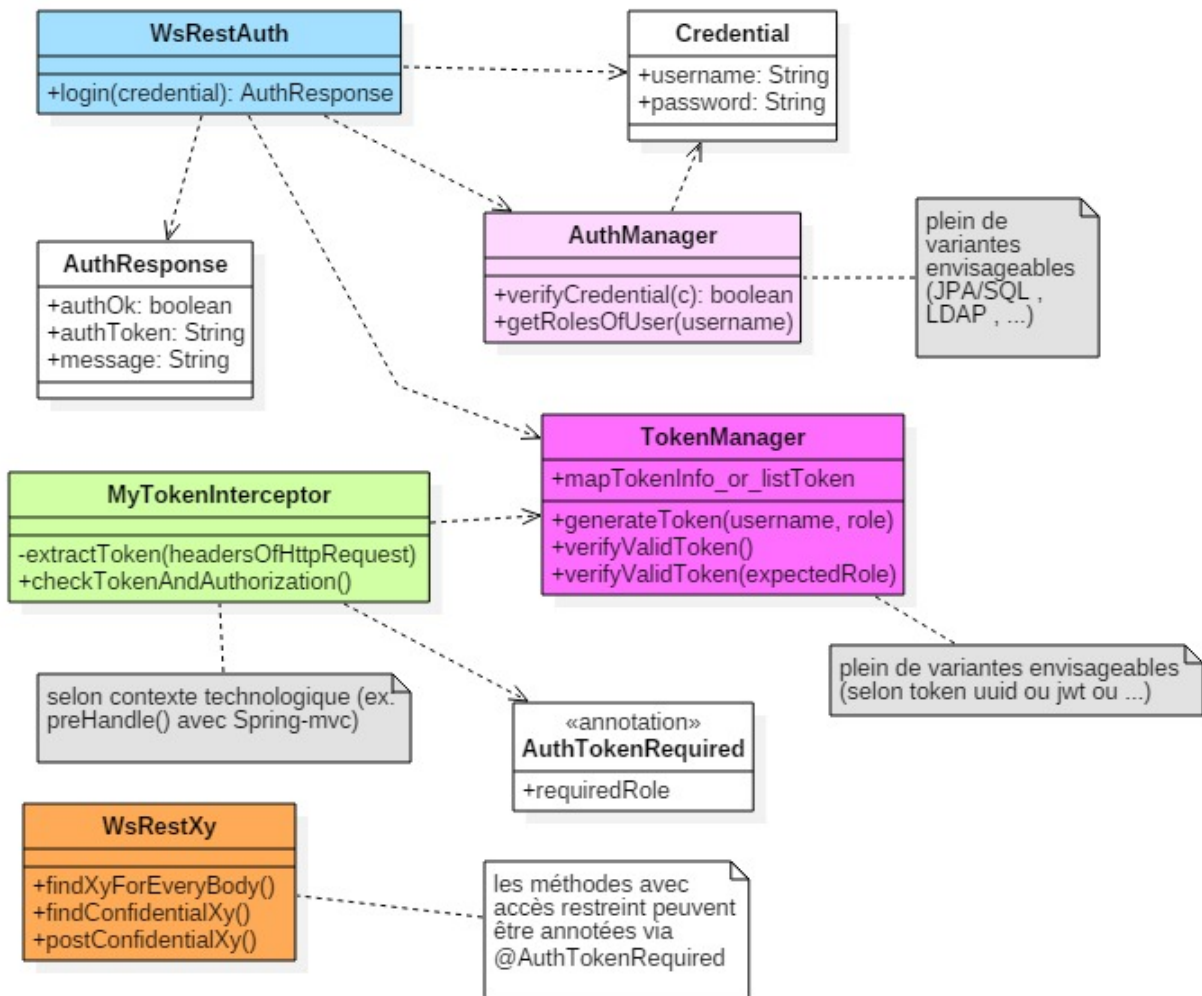 WsRestAuth
+login(credential): AuthResponse
Credential
+username: String
+password: String
AuthResponse
+authOk: boolean
+authToken: String
+message: String
AuthManager
+verifyCredential(c): boolean
+getRolesOfUser(username)
plein de
variantes
envisageables
(JPA/SQL ,
LDAP , ...)
TokenManager
+mapTokenInfo_or_listToken
+generateToken(username, role)
+verifyValidToken()
+verifyValidToken(expectedRole)
MyTokenInterceptor
-extractToken(headersOfHttpRequest)
+checkTokenAndAuthorization()
plein de variantes envisageables
(selon token uuid ou jwt ou ...)
selon contexte technologique (ex.
preHandle() avec Spring-mvc)
«annotation»
AuthTokenRequired
+requiredRole
WsRestXy
+findXyForEveryBody()
+findConfidentialXy()
+postConfidentialXy()
les méthodes avec
accès restreint peuvent
être annotées via
@AuthTokenRequired